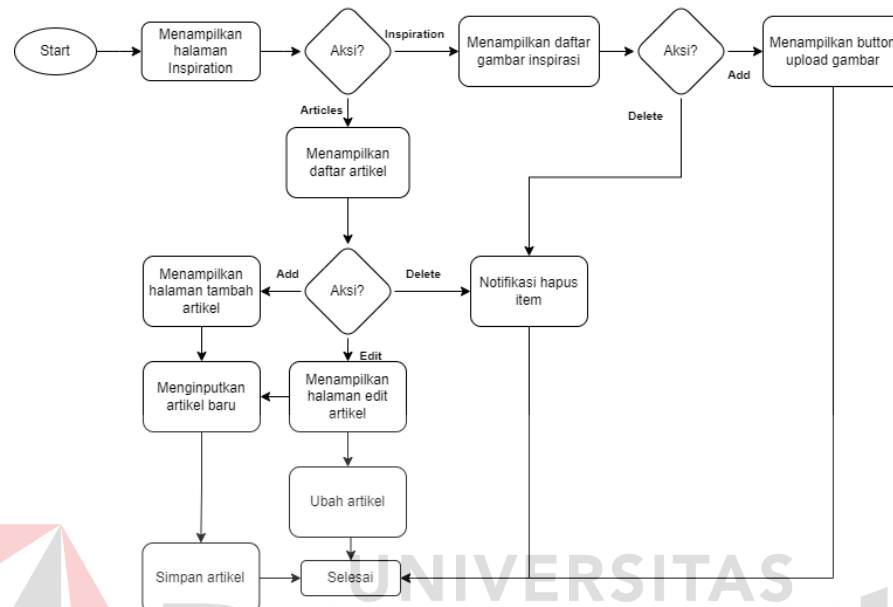 Start
Menampilkan
halaman
Inspiration
Aksi?
Inspiration
Menampilkan daftar
gambar inspirasi
Aksi?
Add
Menampilkan button
upload gambar
Articles
Delete
Menampilkan
daftar artikel
Menampilkan
halaman tambah
artikel
Add
Aksi?
Delete
Notifikasi hapus
item
Edit
Menginputkan
artikel baru
Menampilkan
halaman edit
artikel
Ubah artikel
Simpan artikel
Selesai
UNIVERSITAS